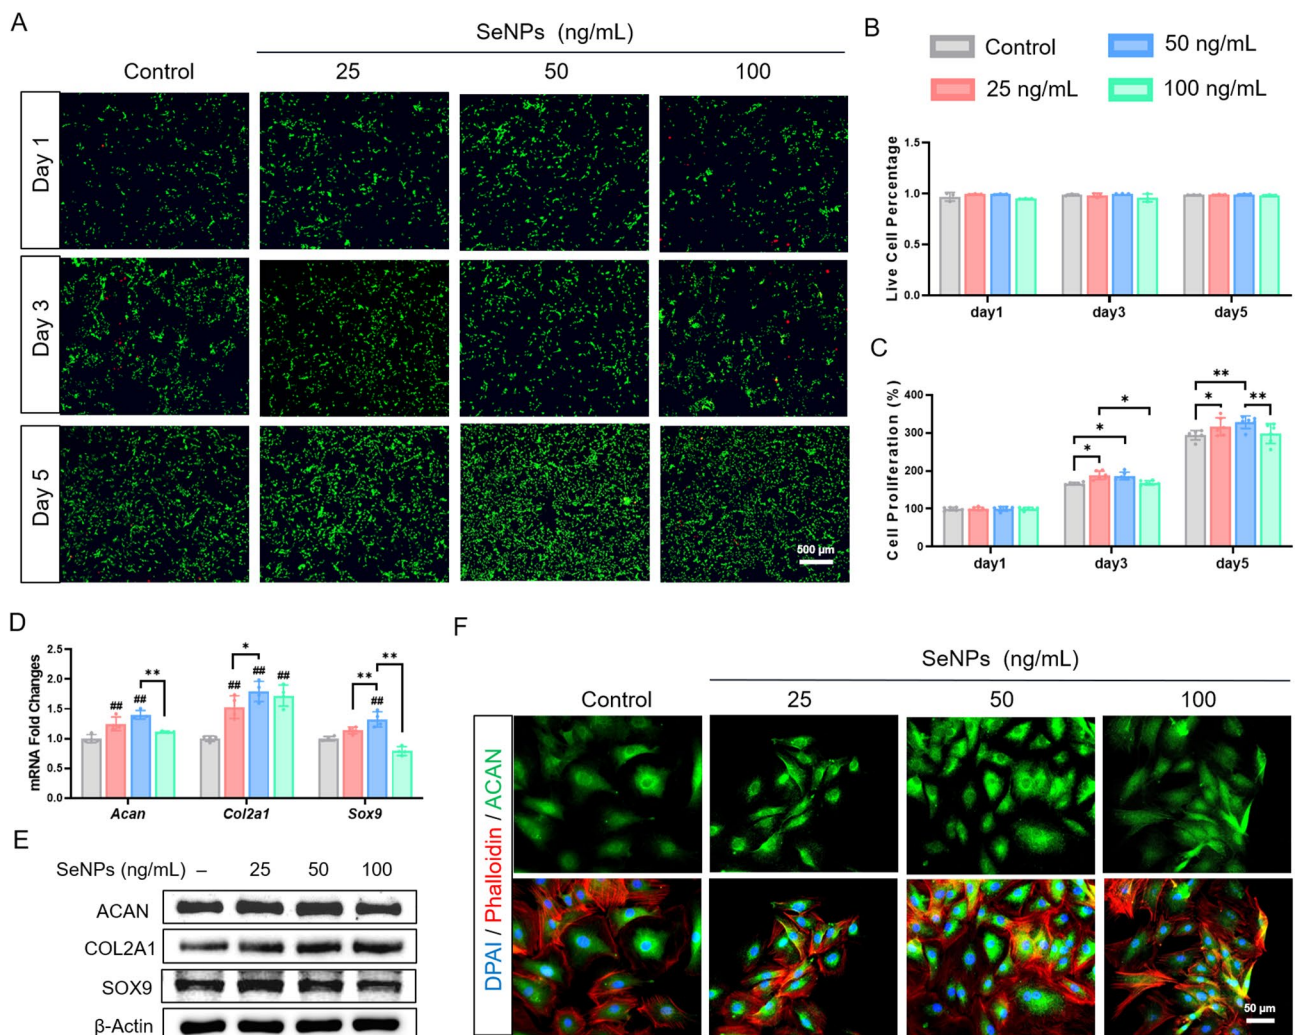 A
SeNPs (ng/mL)
Control 25 50 100
Day 1
Day 3
Day 5
500 µm
B
Control 50 ng/mL
25 ng/mL 100 ng/mL
Live Cell Percentage
1.5
1.0
0.5
0.0
day1 day3 day5
C
Cell Proliferation (%)
400
300
200
100
0
* * * * ** **
day1 day3 day5
D
mRNA Fold Changes
2.5
2.0
1.5
1.0
0.5
0.0
## ## ** ## ## ## * ** ## **
Acan Col2a1 Sox9
E
SeNPs (ng/mL) – 25 50 100
ACAN
COL2A1
SOX9
β-Actin
F
SeNPs (ng/mL)
Control 25 50 100
DPAI / Phalloidin / ACAN
50 µm